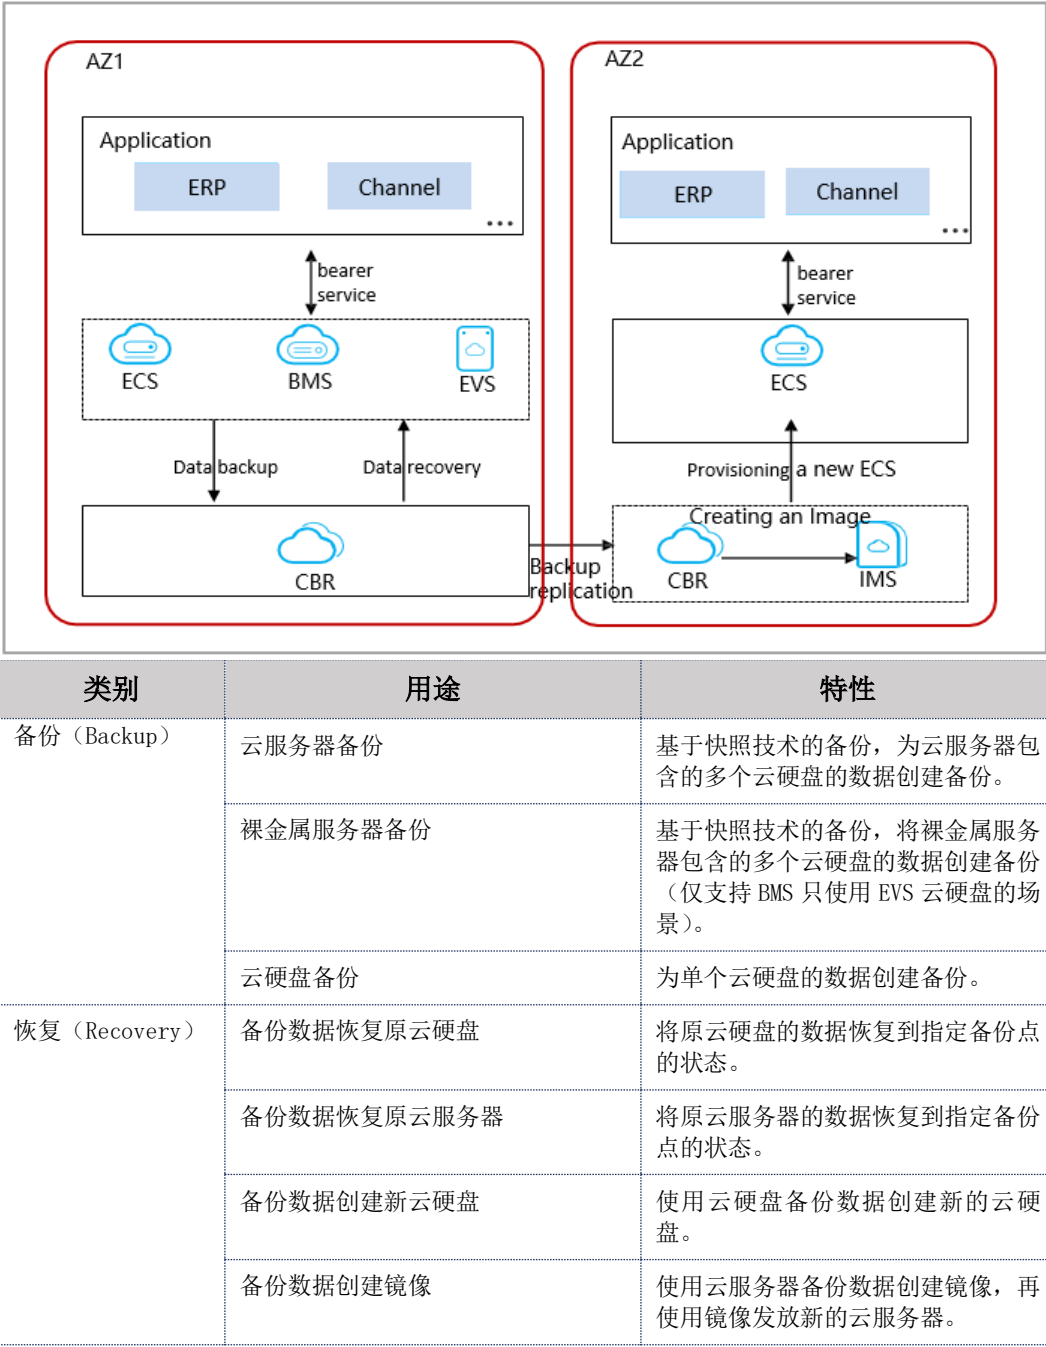 AZ1
Application
ERP
Channel
...
bearer
service
ECS
BMS
EVS
Data backup
Data recovery
CBR
Backup
replication
AZ2
Application
ERP
Channel
...
bearer
service
ECS
Provisioning a new ECS
Creating an Image
CBR
IMS
类别 用途 特性
备份（Backup）
云服务器备份
基于快照技术的备份，为云服务器包
含的多个云硬盘的数据创建备份。
裸金属服务器备份
基于快照技术的备份，将裸金属服务
器包含的多个云硬盘的数据创建备份
（仅支持 BMS 只使用 EVS 云硬盘的场
景）。
云硬盘备份
为单个云硬盘的数据创建备份。
恢复（Recovery）
备份数据恢复原云硬盘
将原云硬盘的数据恢复到指定备份点
的状态。
备份数据恢复原云服务器
将原云服务器的数据恢复到指定备份
点的状态。
备份数据创建新云硬盘
使用云硬盘备份数据创建新的云硬
盘。
备份数据创建镜像
使用云服务器备份数据创建镜像，再
使用镜像发放新的云服务器。